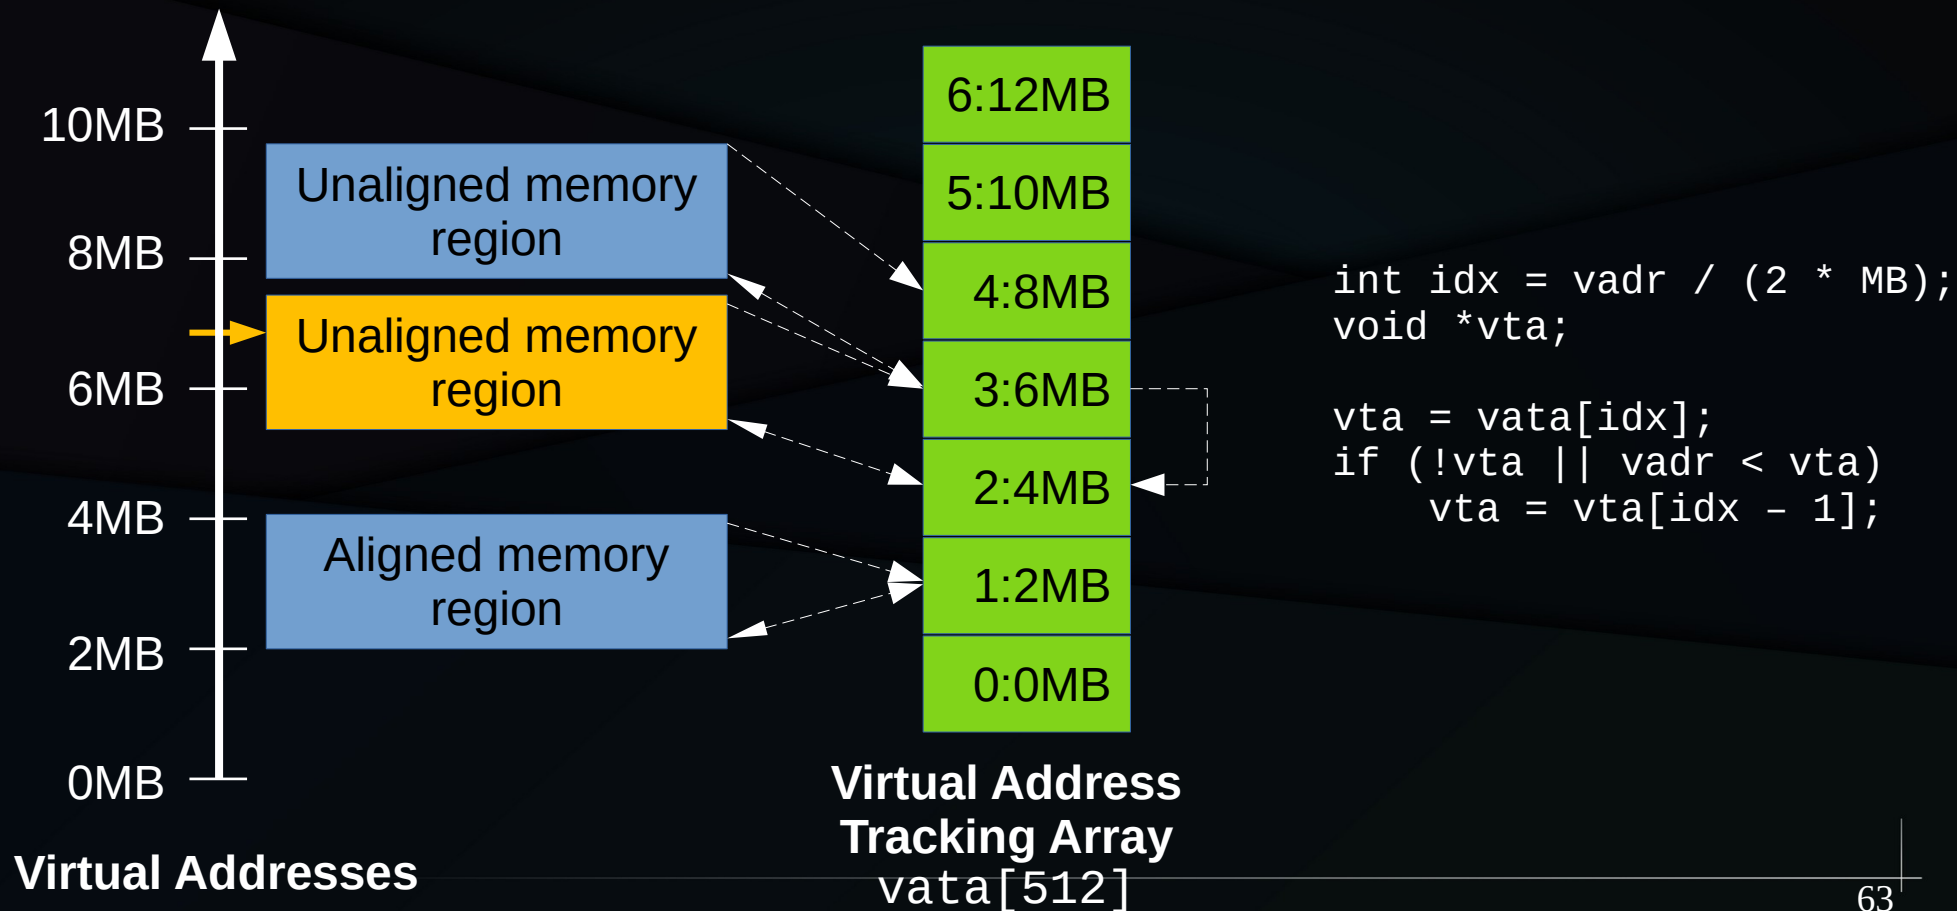 10MB
8MB
6MB
4MB
2MB
0MB
Virtual Addresses
Unaligned memory
region
Unaligned memory
region
Aligned memory
region
6:12MB
5:10MB
4:8MB
3:6MB
2:4MB
1:2MB
0:0MB
Virtual Address
Tracking Array
vata[512]
int idx = vadr / (2 * MB);
void *vta;
vta = vata[idx];
if (!vta || vadr < vta)
vta = vta[idx – 1];
63